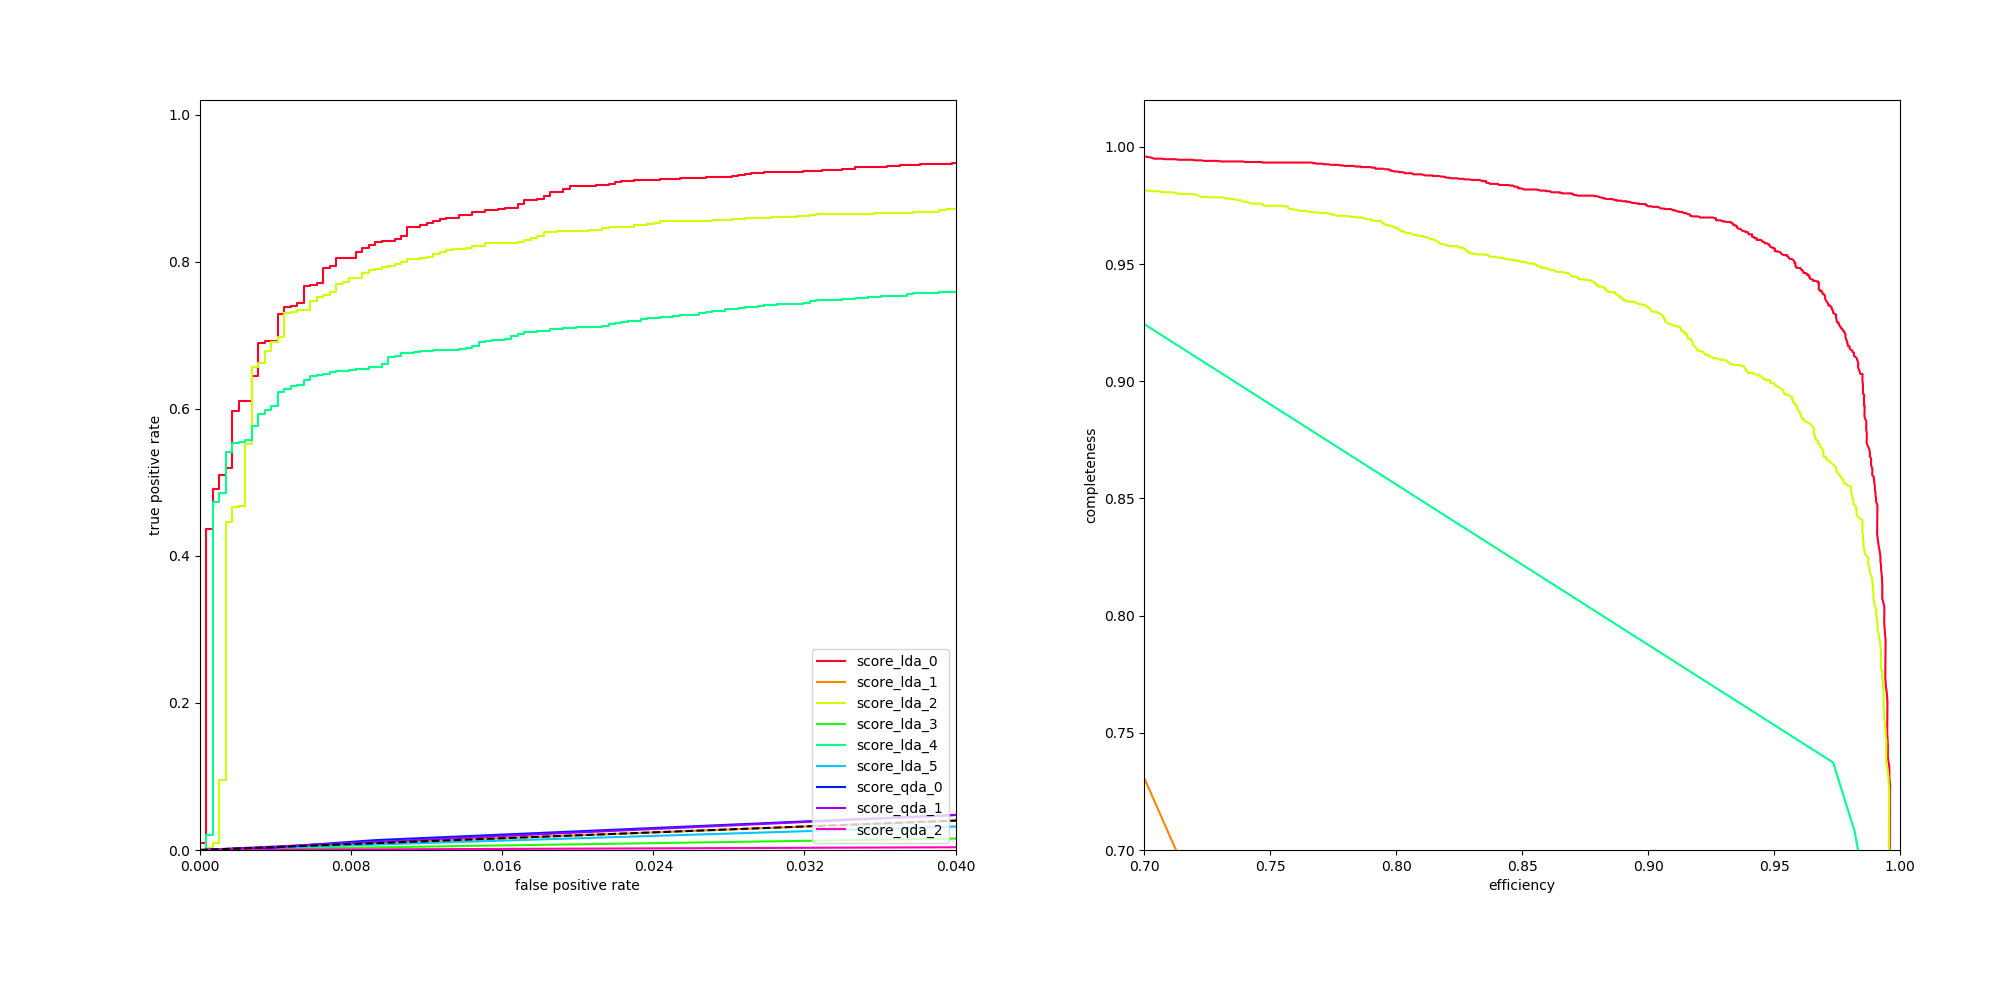 1.0
0.8
0.6
0.4
0.2
0.0
true positive rate
0.000 0.008 0.016 0.024 0.032 0.040
false positive rate
score_lda_0
score_lda_1
score_lda_2
score_lda_3
score_lda_4
score_lda_5
score_qda_0
score_qda_1
score_qda_2
1.00
0.95
0.90
0.85
0.80
0.75
0.70
completeness
0.70 0.75 0.80 0.85 0.90 0.95 1.00
efficiency